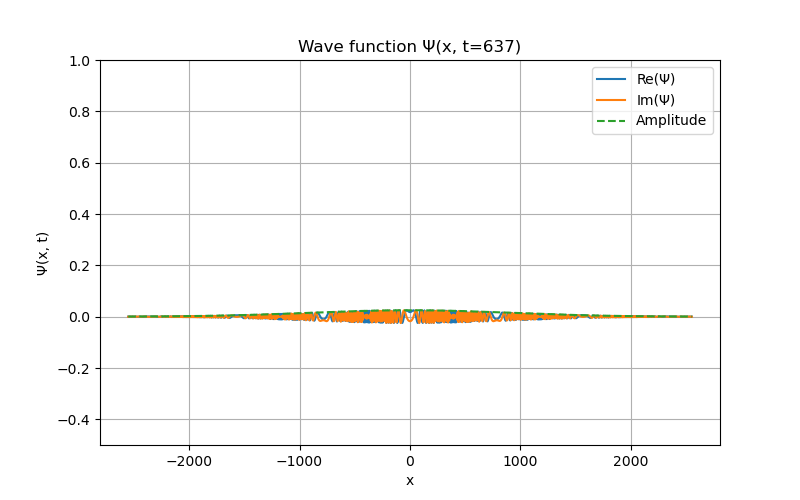 Wave function Ψ(x, t=637)
Re(Ψ)
Im(Ψ)
Amplitude
Ψ(x, t)
1.0
0.8
0.6
0.4
0.2
0.0
−0.2
−0.4
−2000 −1000 0 1000 2000
x